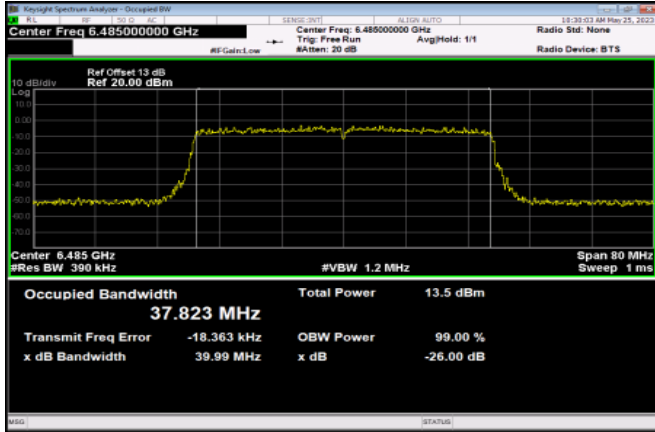 Keysight Spectrum Analyzer - Occupied BW
RL RF 50 Ω AC SENSE:INT ALIGN AUTO 10:30:03 AM May 25, 2023
Center Freq 6.485000000 GHz Center Freq: 6.485000000 GHz Radio Std: None
Trig: Free Run Avg|Hold: 1/1
#IFGain:Low #Atten: 20 dB Radio Device: BTS
Ref Offset 13 dB
10 dB/div Ref 20.00 dBm
Log
10.0
0.00
-10.0
-20.0
-30.0
-40.0
-50.0
-60.0
-70.0
Center 6.485 GHz Span 80 MHz
#Res BW 390 kHz #VBW 1.2 MHz Sweep 1 ms
Occupied Bandwidth Total Power 13.5 dBm
37.823 MHz
Transmit Freq Error -18.363 kHz OBW Power 99.00 %
x dB Bandwidth 39.99 MHz x dB -26.00 dB
MSG STATUS